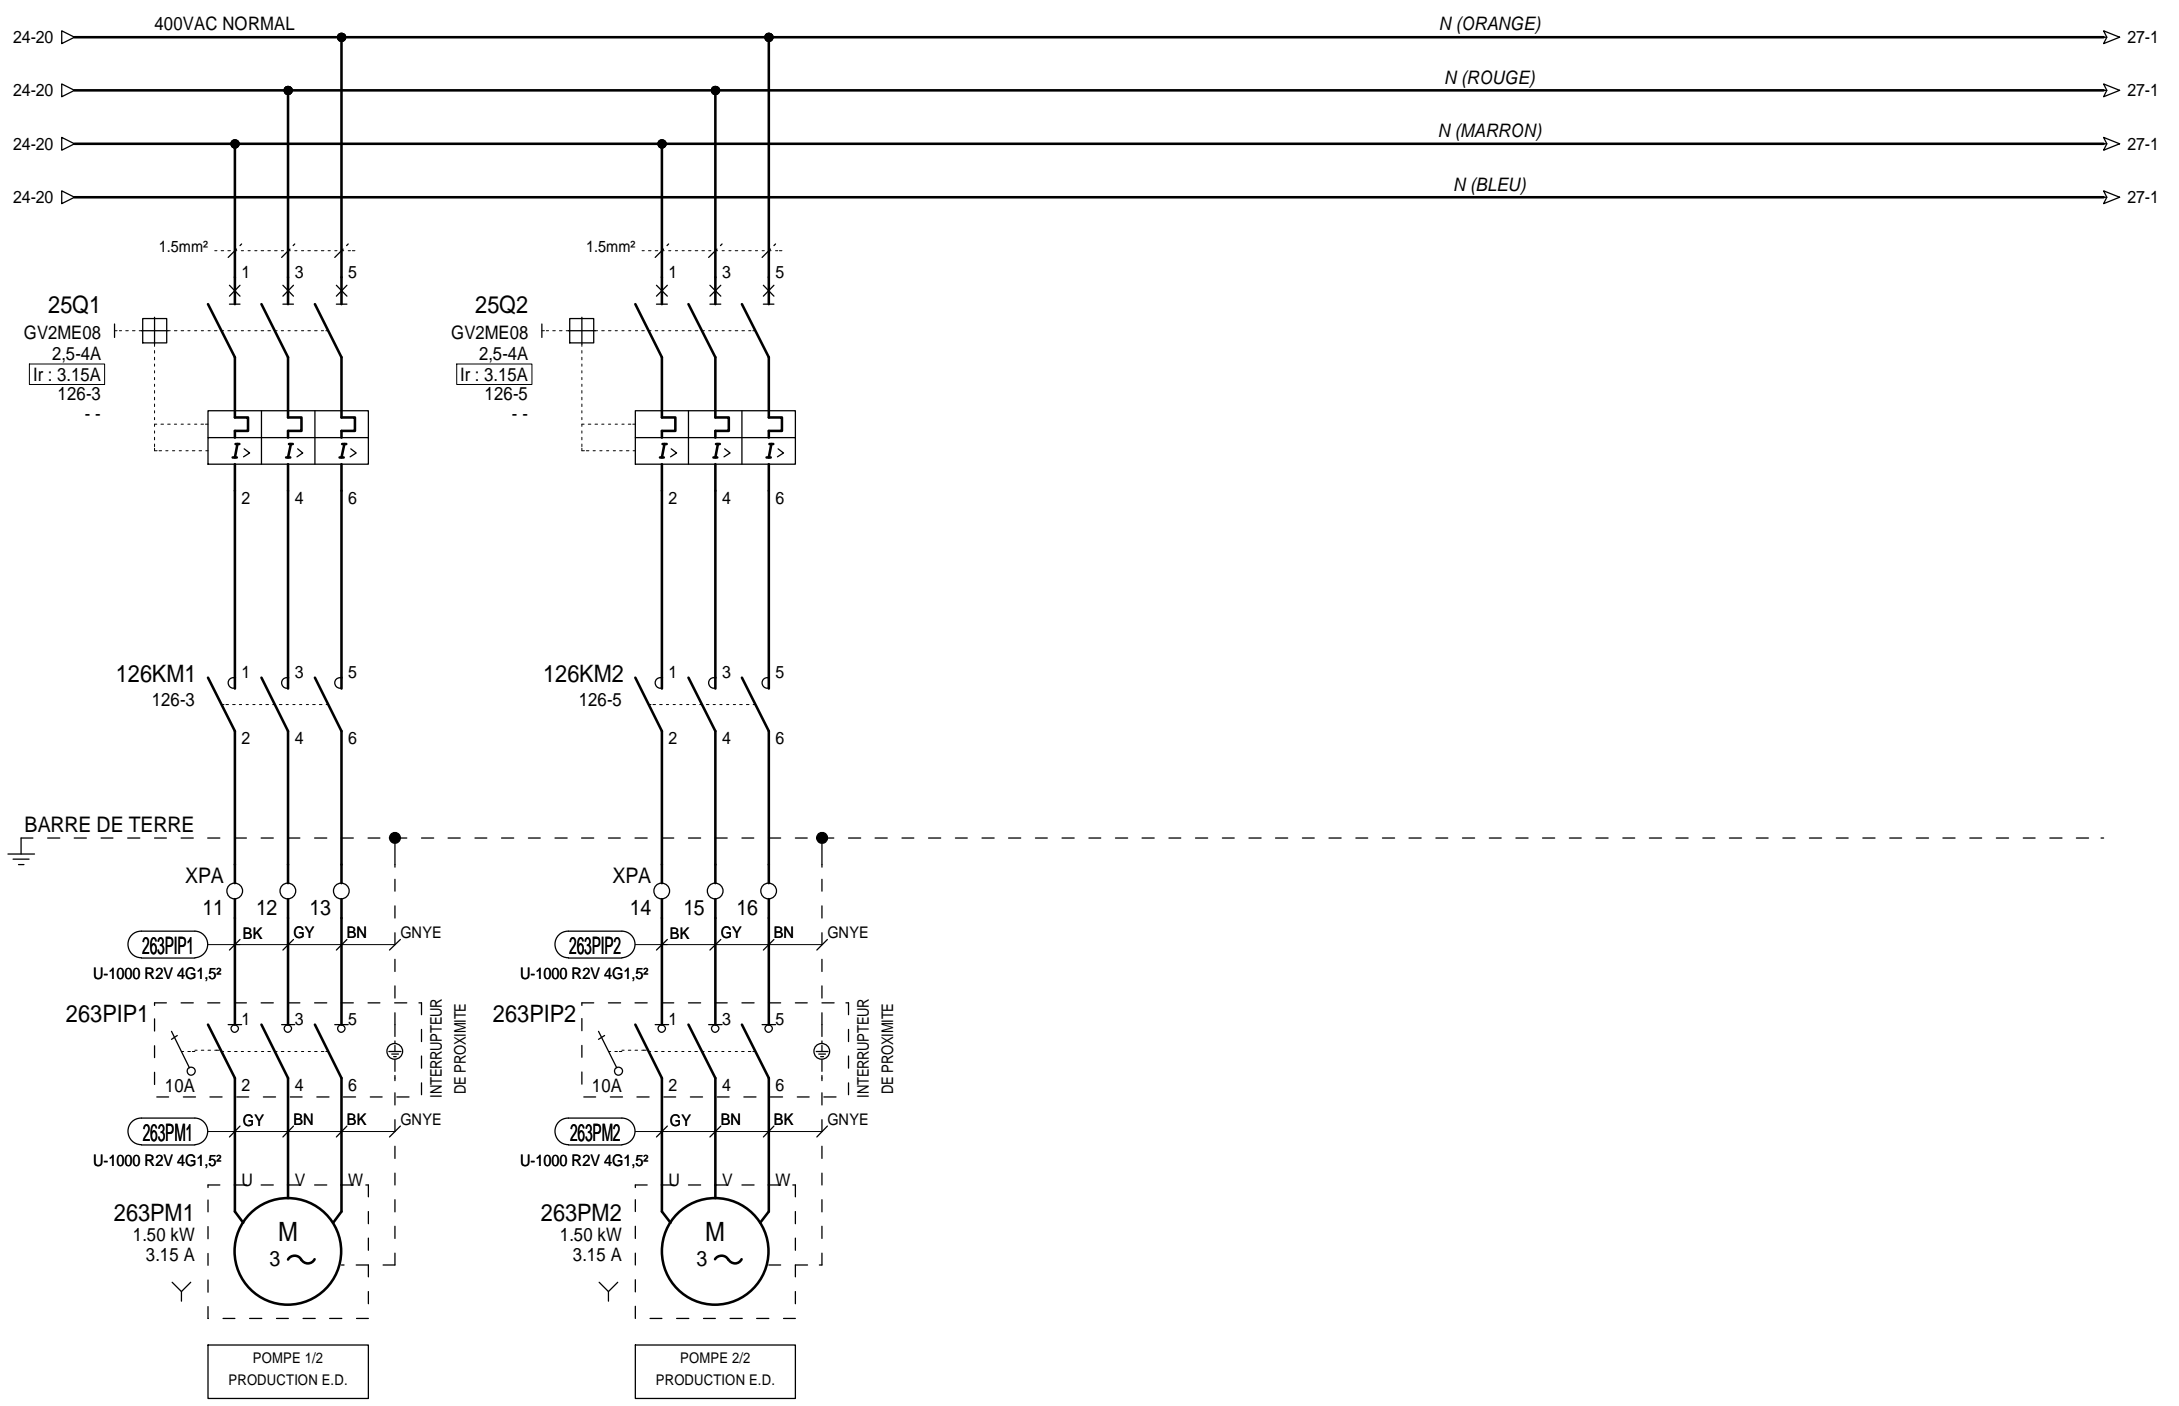 400VAC NORMAL
N (ORANGE)
24-20
27-1
N (ROUGE)
24-20
27-1
N (MARRON)
24-20
27-1
N (BLEU)
24-20
27-1
1.5mm²
1.5mm²
1 3 5
1 3 5
25Q1
GV2ME08
2,5-4A
Ir : 3.15A
126-3
- -
25Q2
GV2ME08
2,5-4A
Ir : 3.15A
126-5
- -
I> I> I>
I> I> I>
2 4 6
2 4 6
126KM1
126-3
1 3 5
2 4 6
126KM2
126-5
1 3 5
2 4 6
BARRE DE TERRE
XPA
11 12 13
XPA
14 15 16
263PIP1
BK GY BN GNYE
U-1000 R2V 4G1,5²
263PIP2
BK GY BN GNYE
U-1000 R2V 4G1,5²
263PIP1
1 3 5
10A
2 4 6
INTERRUPTEUR
DE PROXIMITE
263PIP2
1 3 5
10A
2 4 6
INTERRUPTEUR
DE PROXIMITE
263PM1
GY BN BK GNYE
U-1000 R2V 4G1,5²
263PM2
GY BN BK GNYE
U-1000 R2V 4G1,5²
U V W
263PM1
1.50 kW
3.15 A
M
3
U V W
263PM2
1.50 kW
3.15 A
M
3
POMPE 1/2
PRODUCTION E.D.
POMPE 2/2
PRODUCTION E.D.